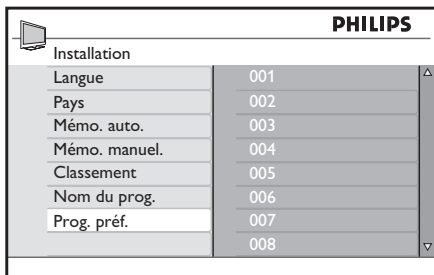 PHILIPS
Installation
Langue 001
Pays 002
Mémo. auto. 003
Mémo. manuel. 004
Classement 005
Nom du prog. 006
Prog. préf. 007
008